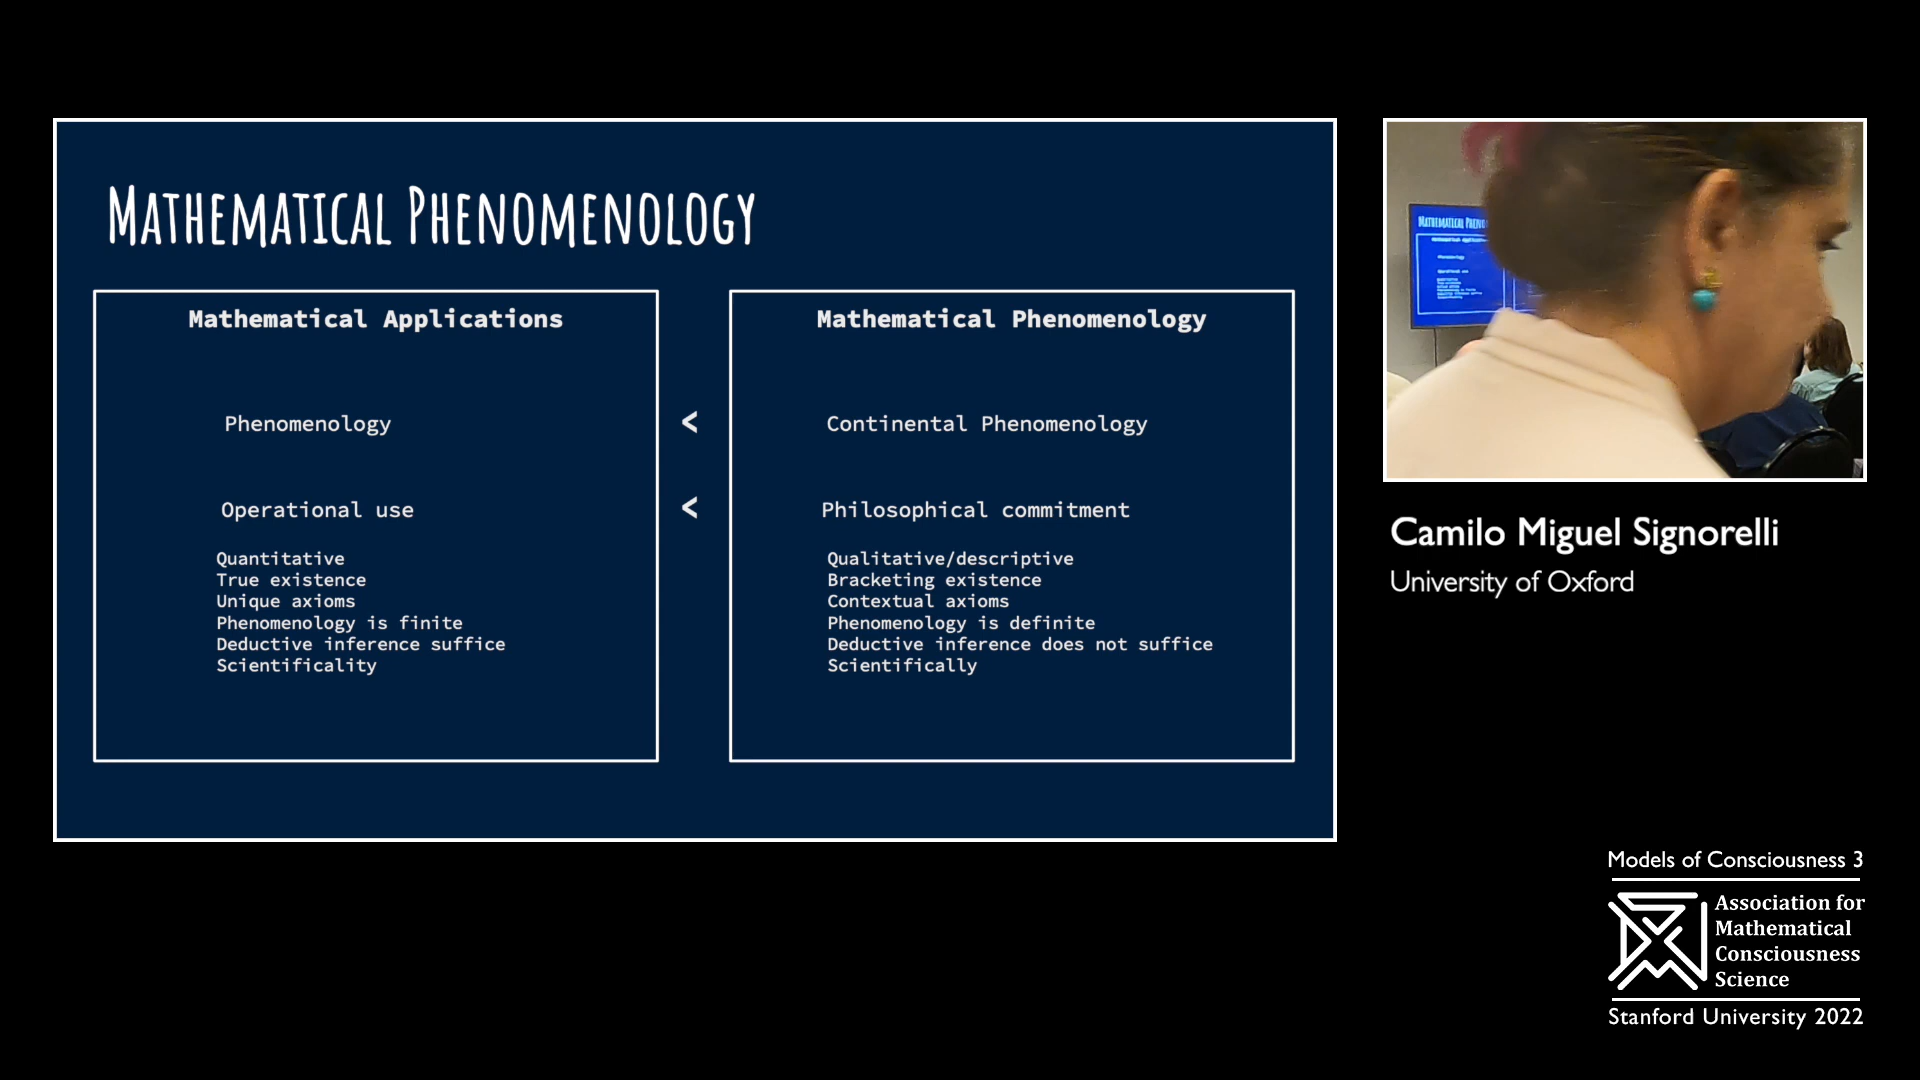 Mathematical Phenomenology
Mathematical Applications
Phenomenology
Operational use
Quantitative
True existence
Unique axioms
Phenomenology is finite
Deductive inference suffice
Scientificality
<
<
Mathematical Phenomenology
Continental Phenomenology
Philosophical commitment
Qualitative/descriptive
Bracketing existence
Contextual axioms
Phenomenology is definite
Deductive inference does not suffice
Scientifically
Camilo Miguel Signorelli
University of Oxford
Models of Consciousness 3
Association for
Mathematical
Consciousness
Science
Stanford University 2022